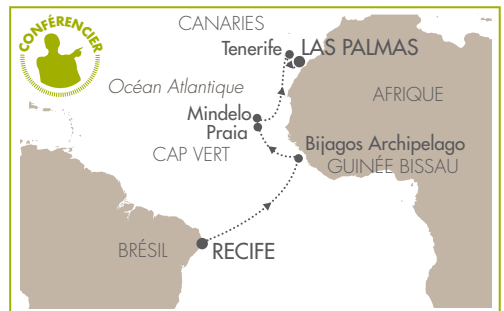 CONFÉRENCIER
CANARIES
Tenerife
LAS PALMAS
Océan Atlantique
AFRIQUE
Mindelo
Praia
CAP VERT
Bijagos Archipelago
GUINÉE BISSAU
BRÉSIL
RECIFE